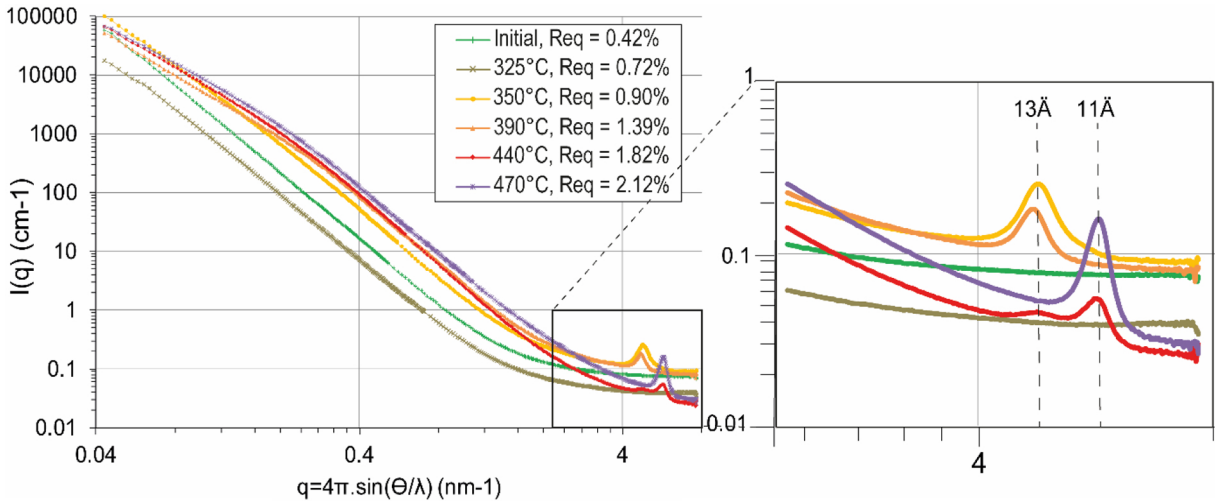 100000
10000
1000
100
10
1
0.1
0.01
I(q) (cm-1)
0.04
0.4
4
q=4π.sin(Θ/λ) (nm-1)
Initial, Req = 0.42%
325°C, Req = 0.72%
350°C, Req = 0.90%
390°C, Req = 1.39%
440°C, Req = 1.82%
470°C, Req = 2.12%
1
0.1
0.01
13Ä
11Ä
4